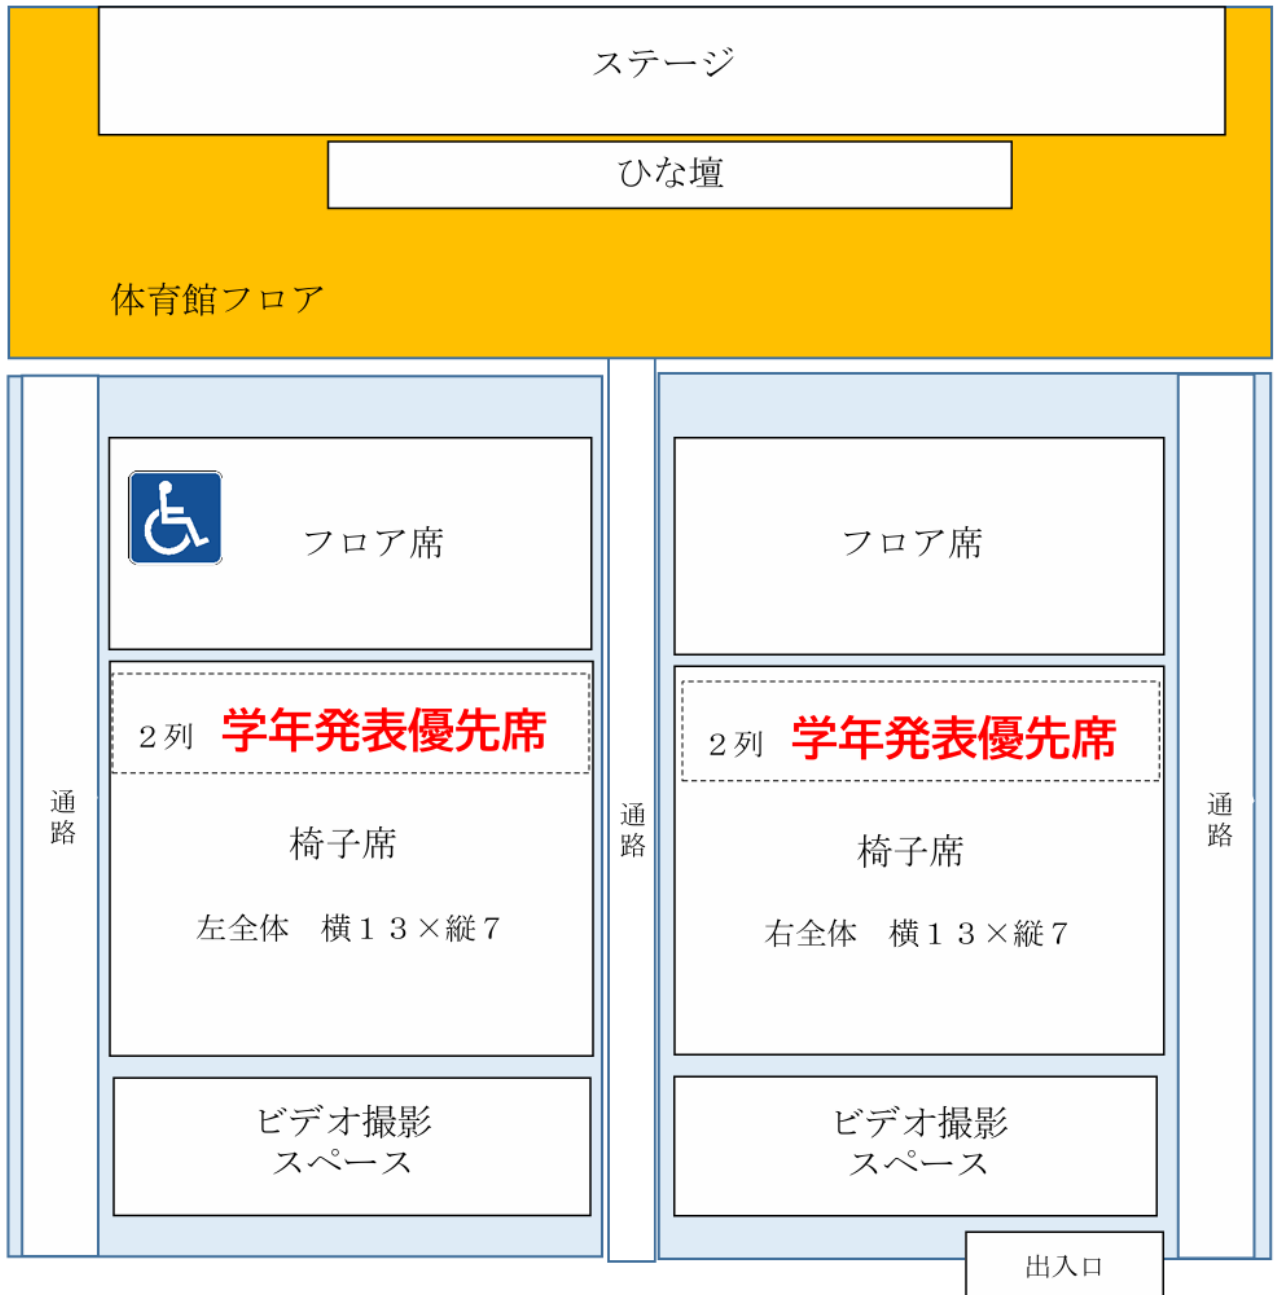 ステージ
ひな壇
体育館フロア
フロア席
フロア席
２列 学年発表優先席
２列 学年発表優先席
通路
通路
通路
椅子席
椅子席
左全体 横１３×縦７
右全体 横１３×縦７
ビデオ撮影
スペース
ビデオ撮影
スペース
出入口